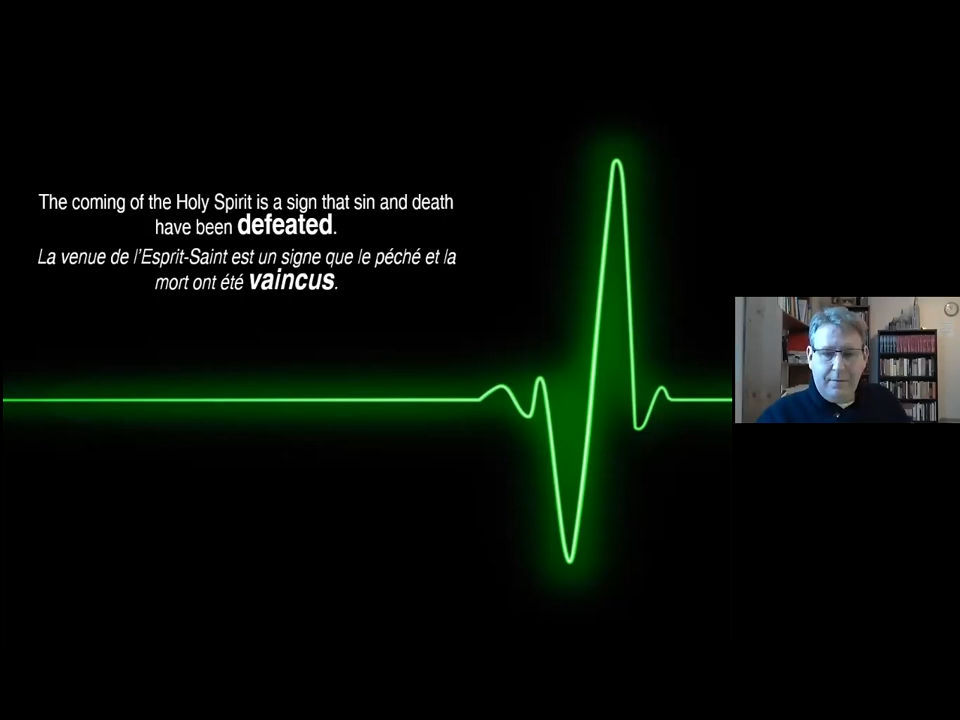 The coming of the Holy Spirit is a sign that sin and death
have been defeated.
La venue de l'Esprit-Saint est un signe que le péché et la
mort ont été vaincus.